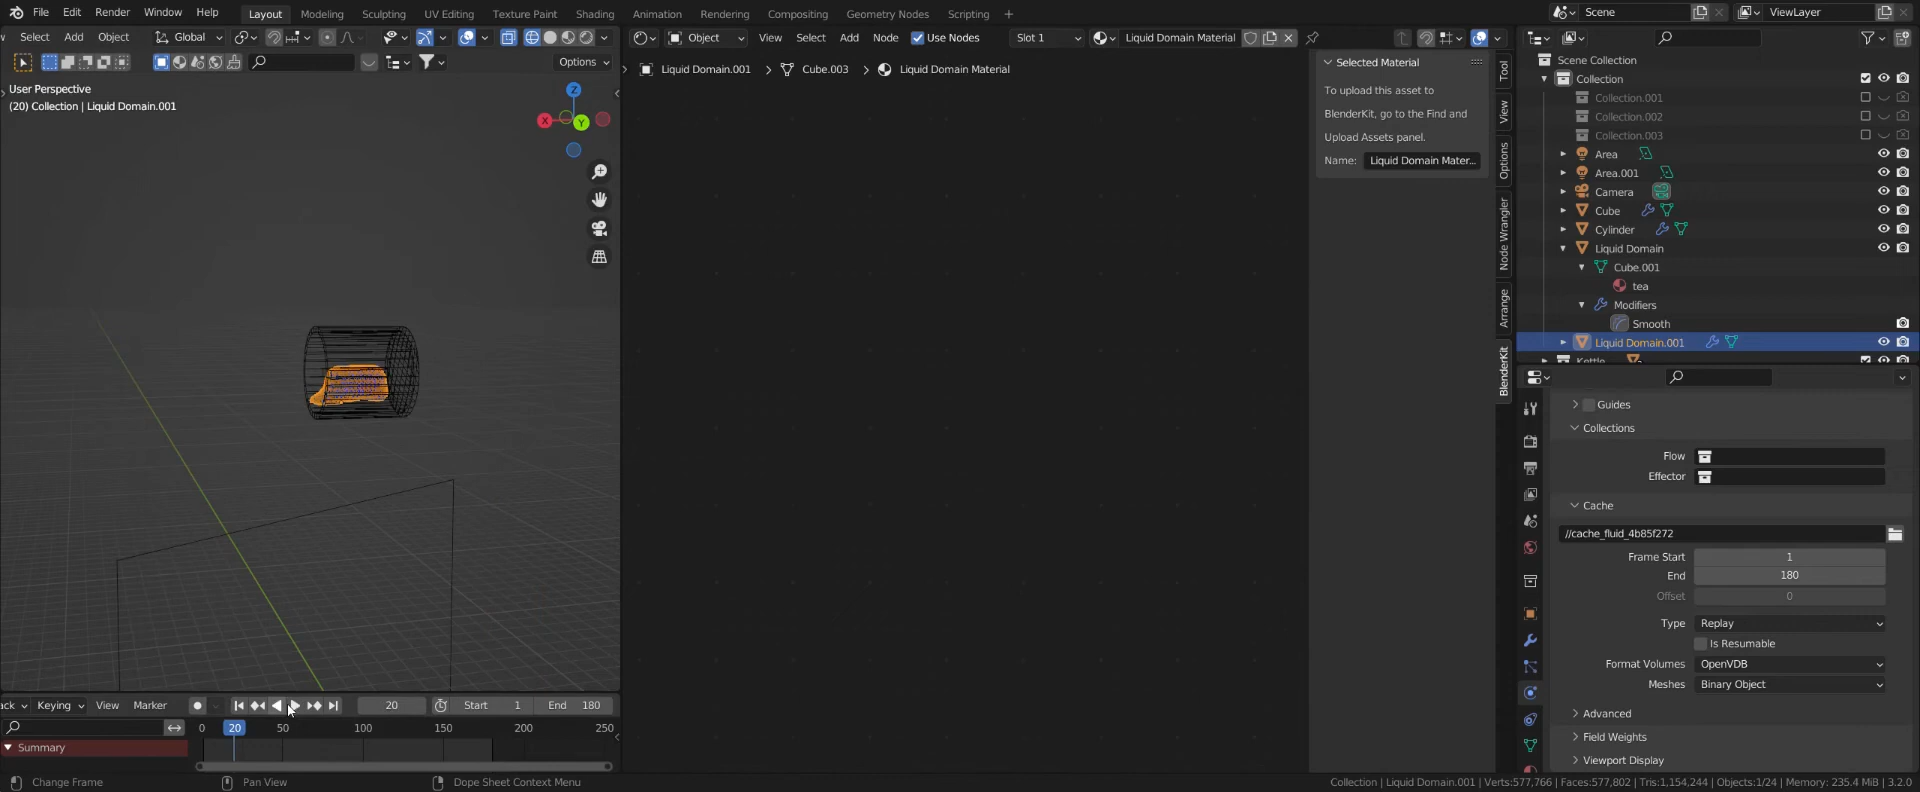 File Edit Render Window Help Layout Modeling Sculpting UV Editing Texture Paint Shading Animation Rendering Compositing Geometry Nodes Scripting + Scene ViewLayer
Select Add Object Global Object View Select Add Node Use Nodes Slot 1 Liquid Domain Material
Options
User Perspective
(20) Collection | Liquid Domain.001
Z
X
Y
Liquid Domain.001 > Cube.003 > Liquid Domain Material
Selected Material
To upload this asset to
BlenderKit, go to the Find and
Upload Assets panel.
Name: Liquid Domain Mater...
Tool
View
Options
Node Wrangler
Arrange
BlenderKit
Scene Collection
Collection
Collection.001
Collection.002
Collection.003
Area
Area.001
Camera
Cube
Cylinder
Liquid Domain
Cube.001
tea
Modifiers
Smooth
Liquid Domain.001
Guides
Collections
Flow
Effector
Cache
//cache_fluid_4b85f272
Frame Start 1
End 180
Offset 0
Type Replay
Is Resumable
Format Volumes OpenVDB
Meshes Binary Object
Advanced
Field Weights
Viewport Display
Keying View Marker 20 Start 1 End 180
0 20 50 100 150 200 250
Summary
Change Frame Pan View Dope Sheet Context Menu
Collection | Liquid Domain.001 | Verts:577,766 | Faces:577,802 | Tris:1,154,244 | Objects:1/24 | Memory: 235.4 MiB | 3.2.0